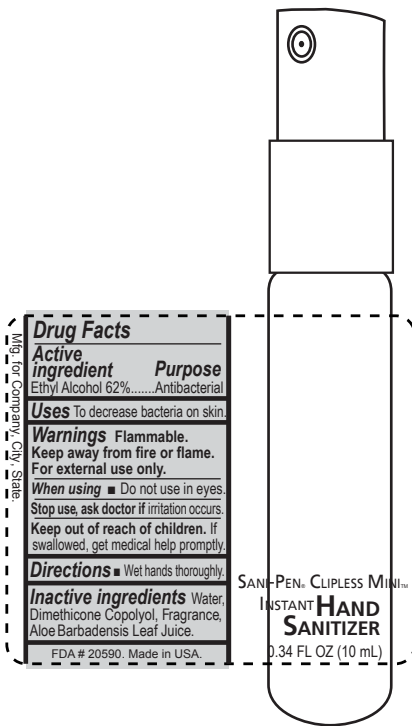 Drug Facts
Active
ingredient Purpose
Ethyl Alcohol 62%.......Antibacterial
Uses To decrease bacteria on skin.
Warnings Flammable.
Keep away from fire or flame.
For external use only.
When using ■ Do not use in eyes.
Stop use, ask doctor if irritation occurs.
Keep out of reach of children. If
swallowed, get medical help promptly.
Directions ■ Wet hands thoroughly.
Inactive ingredients Water,
Dimethicone Copolyol, Fragrance,
Aloe Barbadensis Leaf Juice.
FDA # 20590. Made in USA.
Mfg. for Company. City, State.
SANI-PEN® CLIPLESS MINI™
INSTANT HAND
SANITIZER
0.34 FL OZ (10 mL)